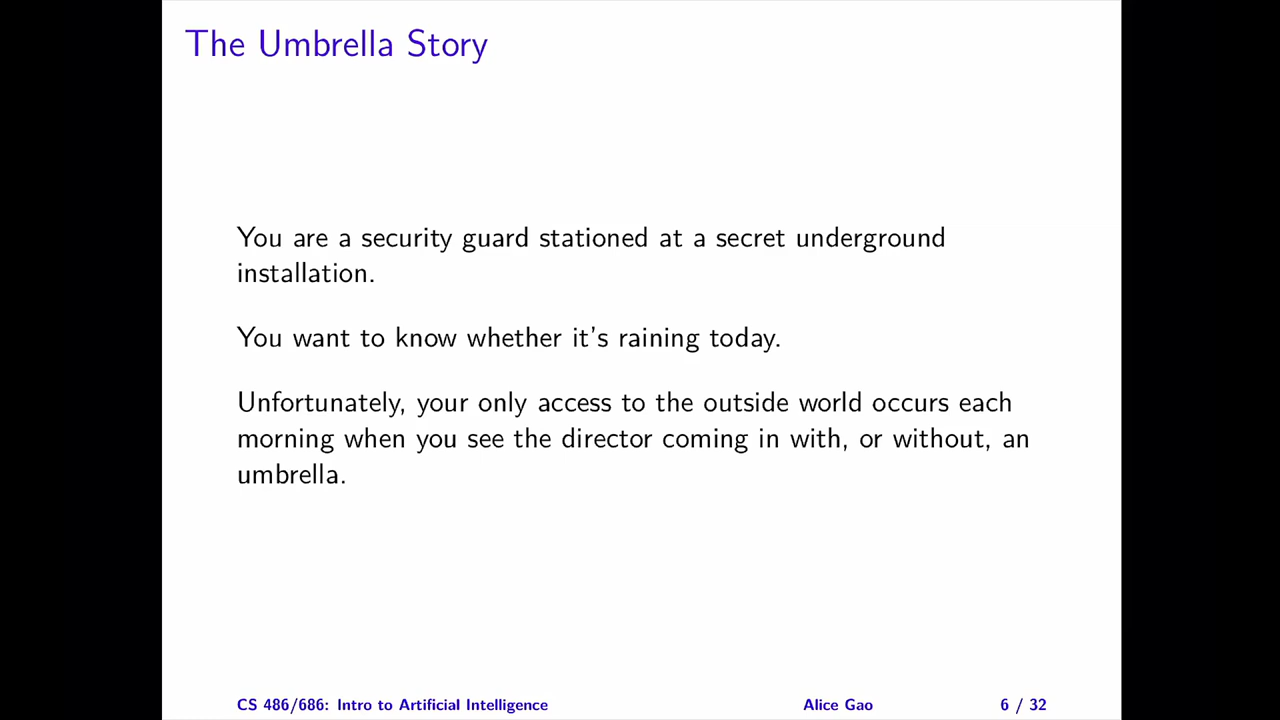 The Umbrella Story
You are a security guard stationed at a secret underground
installation.
You want to know whether it's raining today.
Unfortunately, your only access to the outside world occurs each
morning when you see the director coming in with, or without, an
umbrella.
CS 486/686: Intro to Artificial Intelligence Alice Gao 6 / 32